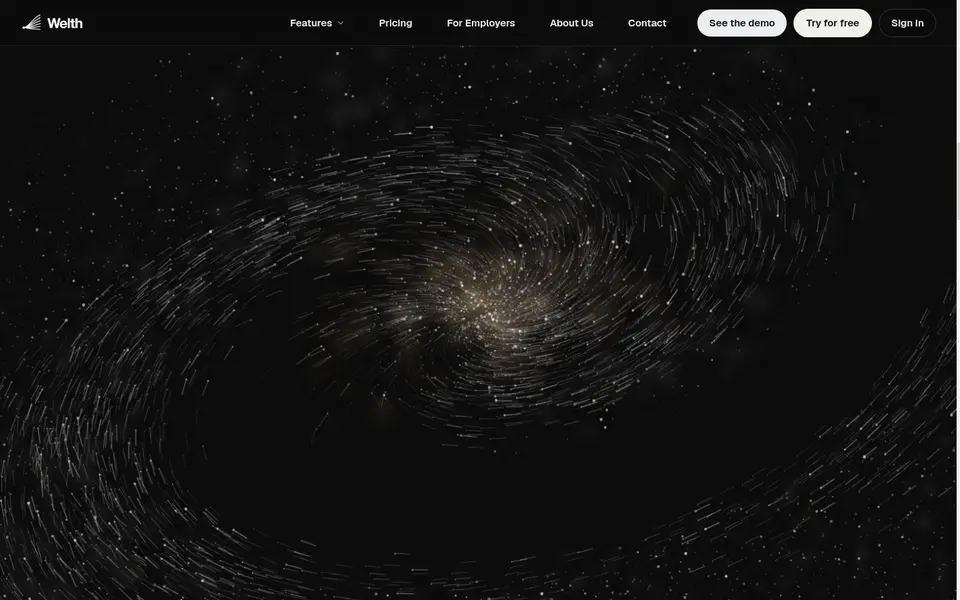 Welth
Features
Pricing
For Employers
About Us
Contact
See the demo
Try for free
Sign in